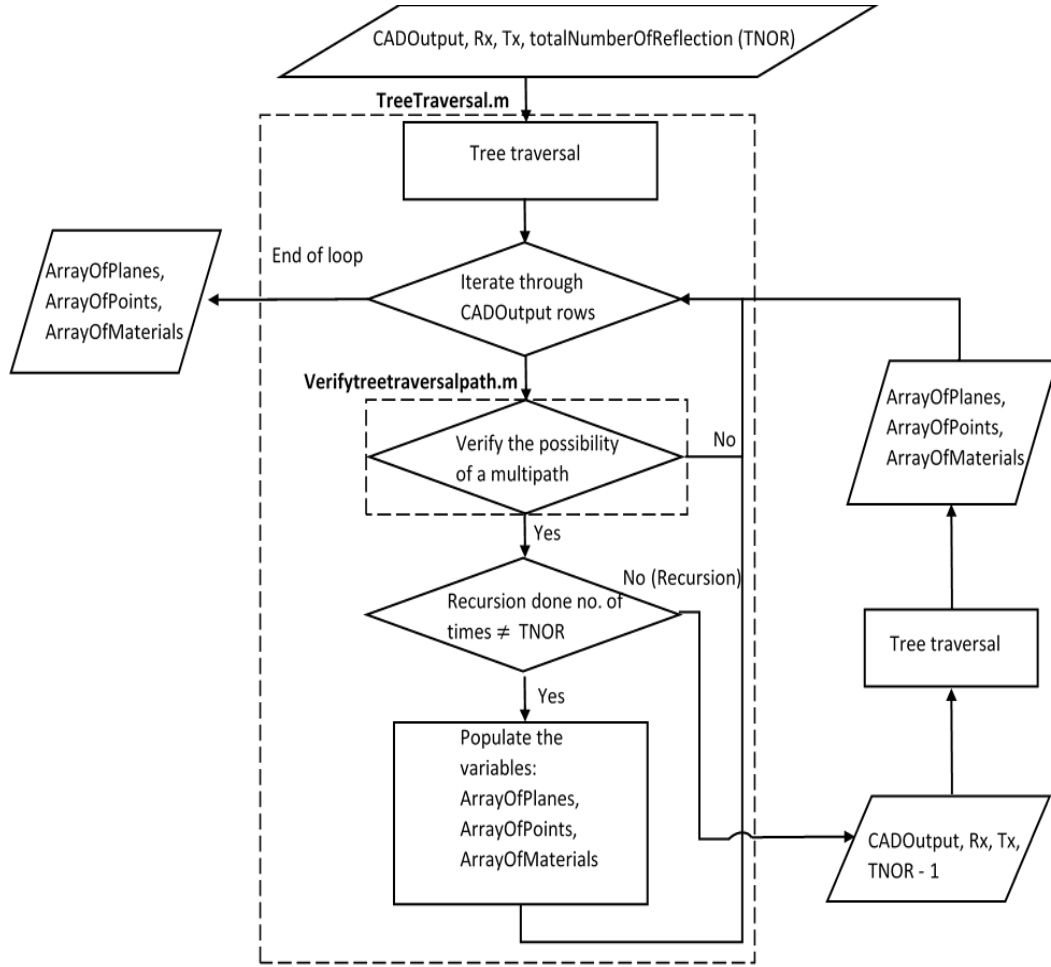 CADOutput, Rx, Tx, totalNumberOfReflection (TNOR)
TreeTraversal.m
Tree traversal
End of loop
ArrayOfPlanes,
ArrayOfPoints,
ArrayOfMaterials
Iterate through
CADOutput rows
Verifytreetraversalpath.m
Verify the possibility
of a multipath
No
Yes
No (Recursion)
Recursion done no. of
times ≠ TNOR
Yes
Populate the
variables:
ArrayOfPlanes,
ArrayOfPoints,
ArrayOfMaterials
ArrayOfPlanes,
ArrayOfPoints,
ArrayOfMaterials
Tree traversal
CADOutput, Rx, Tx,
TNOR - 1